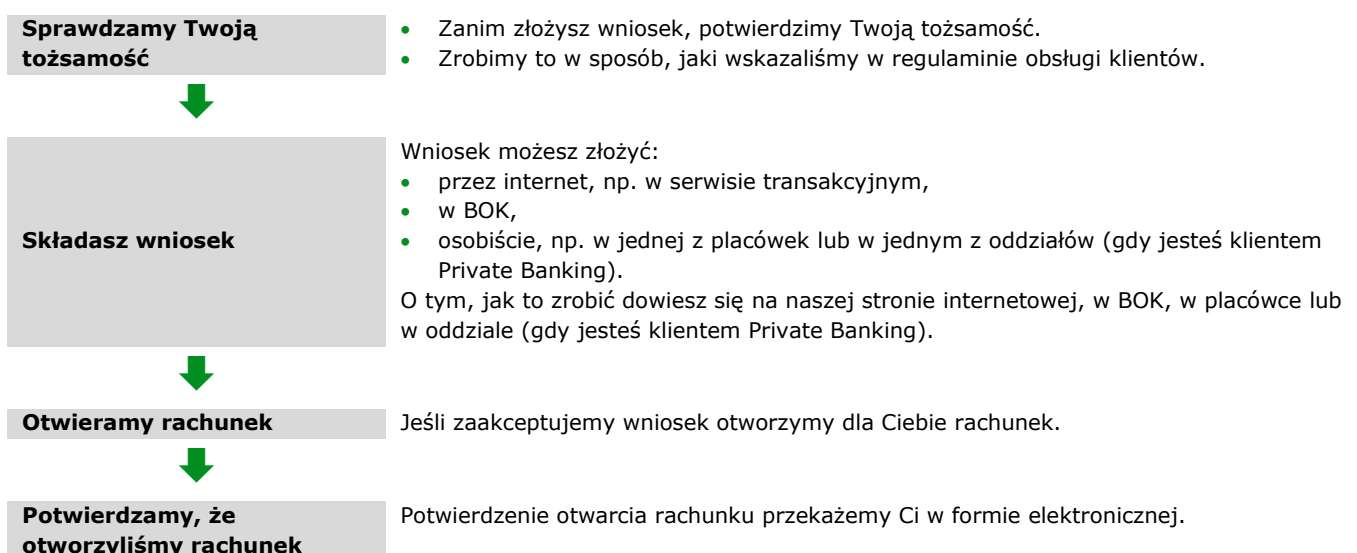 Sprawdzamy Twoją
tożsamość
• Zanim złożysz wniosek, potwierdzimy Twoją tożsamość.
• Zrobimy to w sposób, jaki wskazaliśmy w regulaminie obsługi klientów.
Składasz wniosek
Wniosek możesz złożyć:
• przez internet, np. w serwisie transakcyjnym,
• w BOK,
• osobiście, np. w jednej z placówek lub w jednym z oddziałów (gdy jesteś klientem
Private Banking).
O tym, jak to zrobić dowiesz się na naszej stronie internetowej, w BOK, w placówce lub
w oddziale (gdy jesteś klientem Private Banking).
Otwieramy rachunek
Jeśli zaakceptujemy wniosek otworzymy dla Ciebie rachunek.
Potwierdzamy, że
otworzyliśmy rachunek
Potwierdzenie otwarcia rachunku przekażemy Ci w formie elektronicznej.